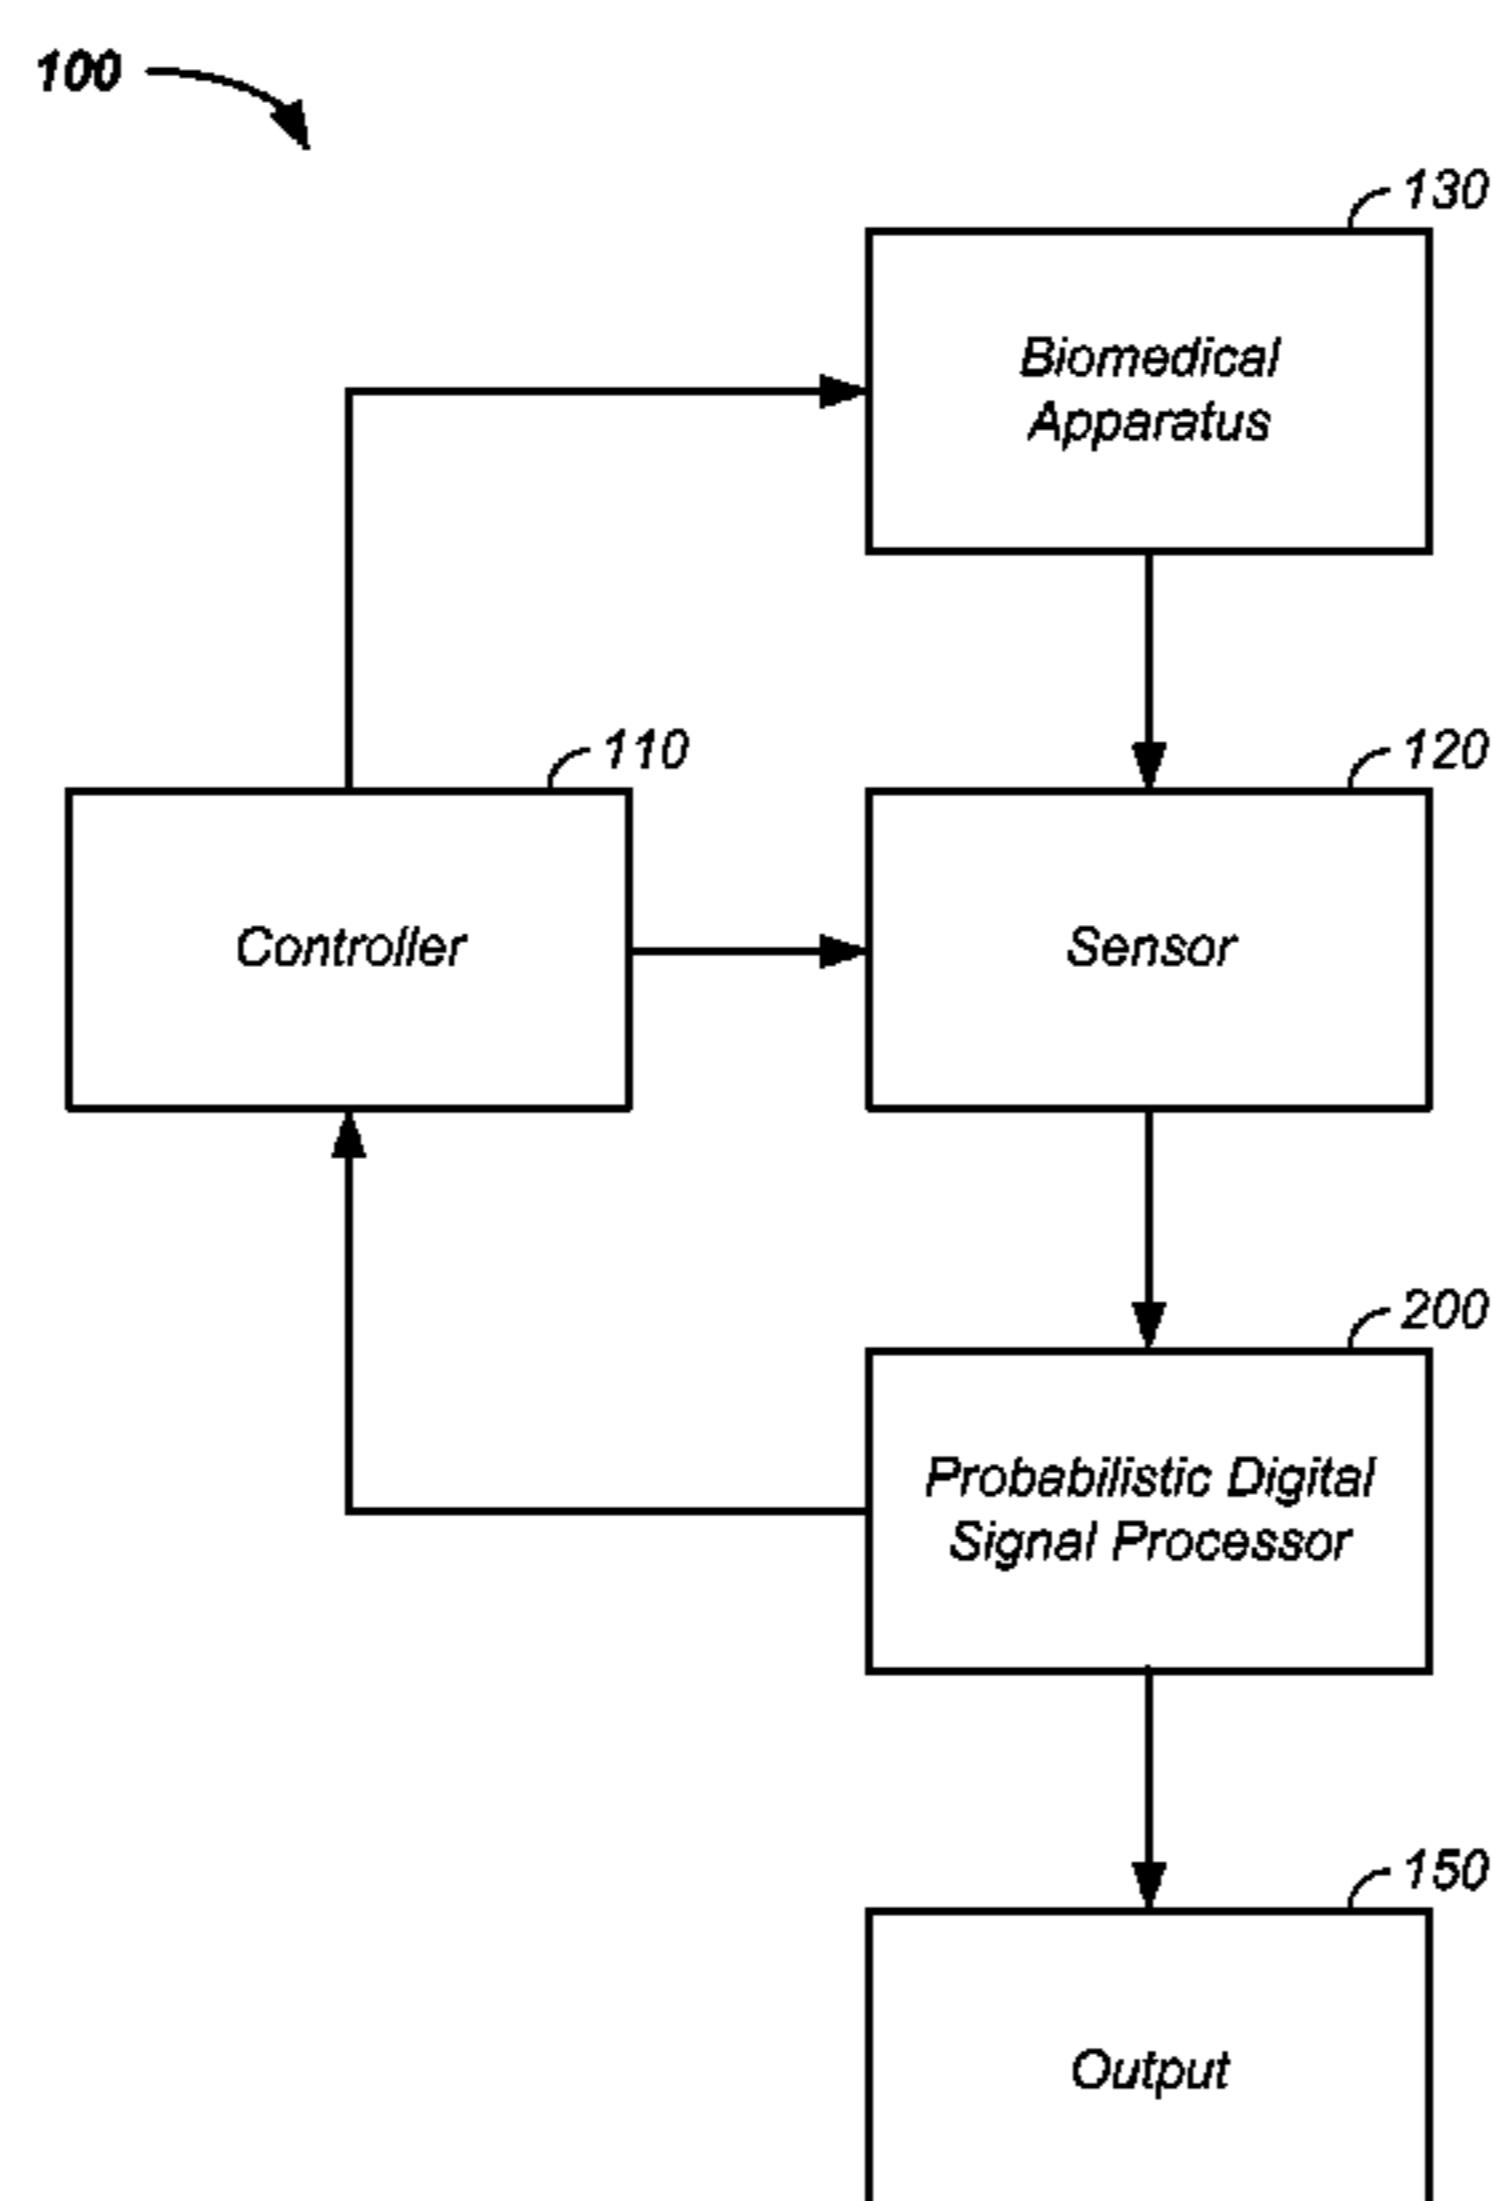 100
130
Biomedical
Apparatus
110
120
Controller
Sensor
200
Probabilistic Digital
Signal Processor
150
Output